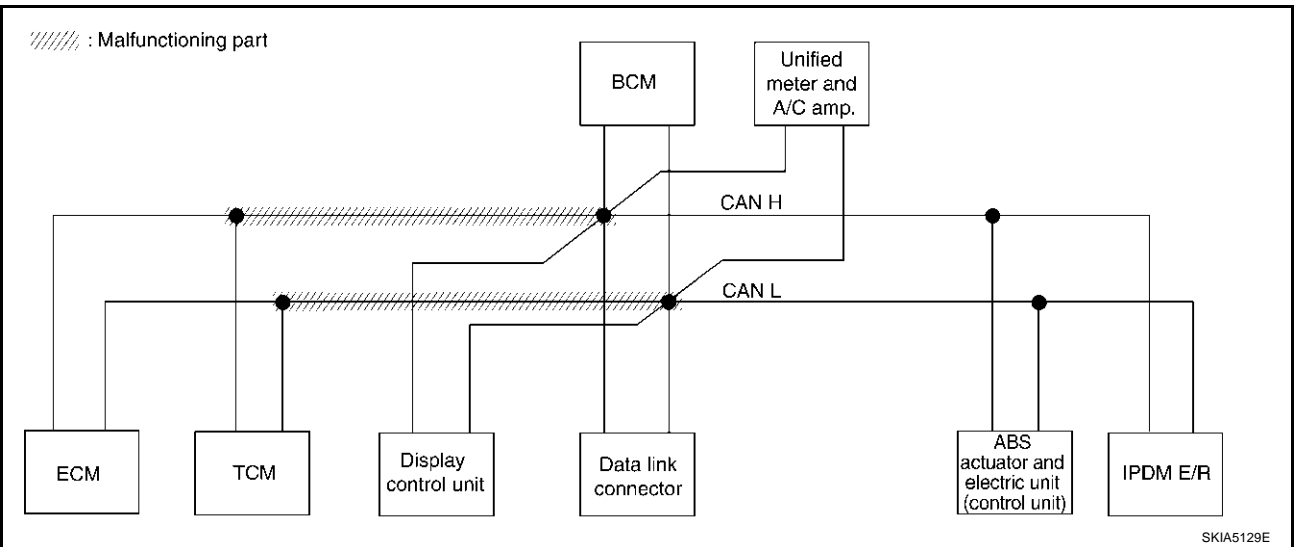 : Malfunctioning part
BCM
Unified
meter and
A/C amp.
CAN H
CAN L
ECM
TCM
Display
control unit
Data link
connector
ABS
actuator and
electric unit
(control unit)
IPDM E/R
SKIA5129E